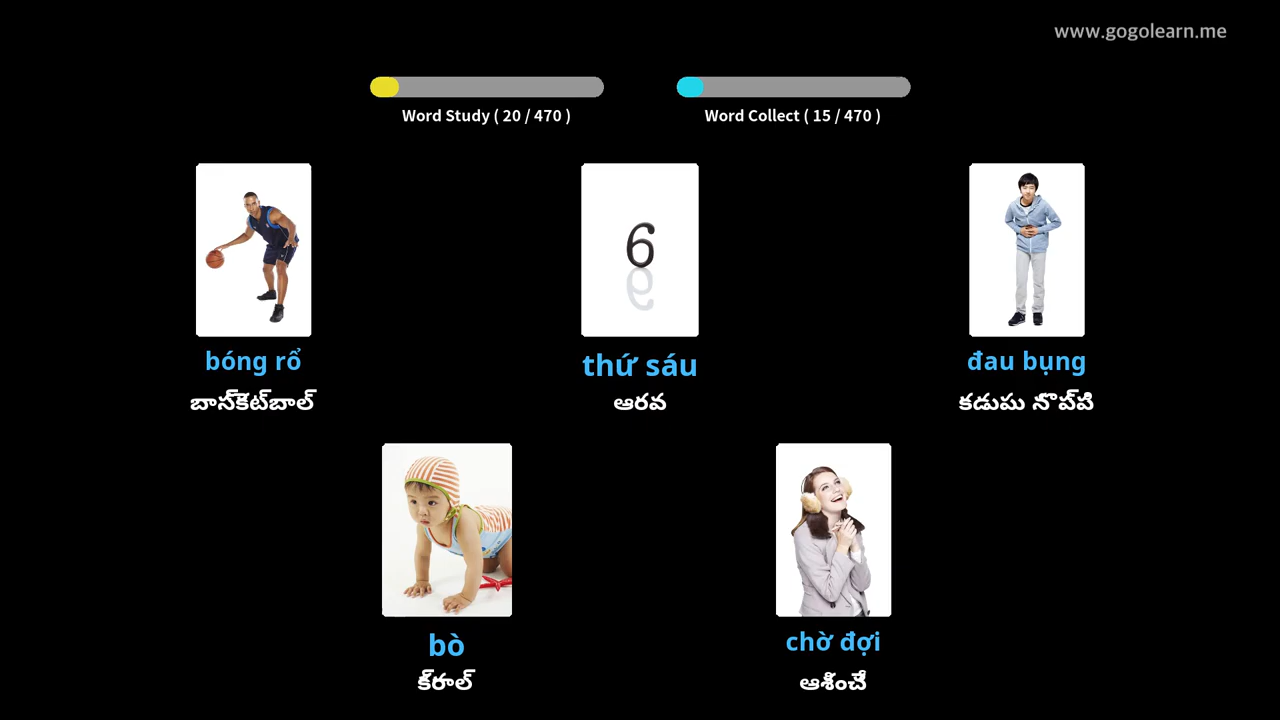 www.gogolearn.me
Word Study ( 20 / 470 )
Word Collect ( 15 / 470 )
bóng rổ
బాస్కెట్‌బాల్
thứ sáu
ఆరవ
đau bụng
కడుపు నొప్పి
bò
క్రాల్
chờ đợi
ఆశించే